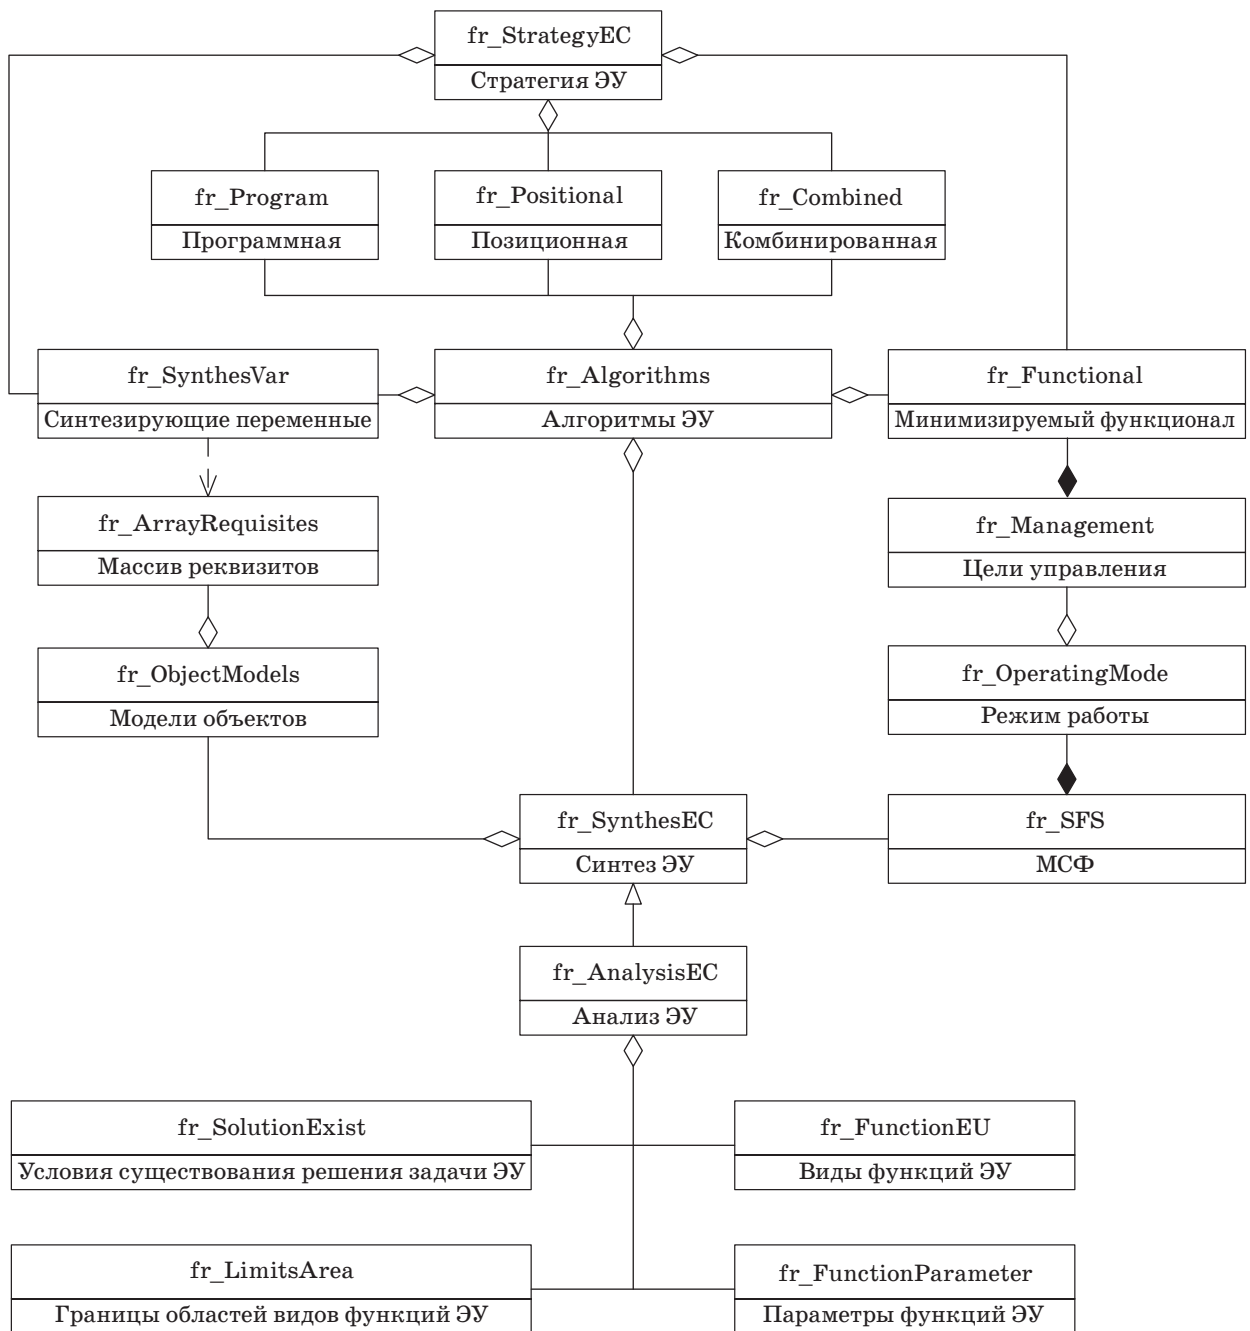 fr_StrategyEC
Стратегия ЭУ
fr_Program
Программная
fr_Positional
Позиционная
fr_Combined
Комбинированная
fr_SynthesVar
Синтезирующие переменные
fr_Algorithms
Алгоритмы ЭУ
fr_Functional
Минимизируемый функционал
fr_ArrayRequisites
Массив реквизитов
fr_Management
Цели управления
fr_ObjectModels
Модели объектов
fr_OperatingMode
Режим работы
fr_SynthesEC
Синтез ЭУ
fr_SFS
МСФ
fr_AnalysisEC
Анализ ЭУ
fr_SolutionExist
Условия существования решения задачи ЭУ
fr_FunctionEU
Виды функций ЭУ
fr_LimitsArea
Границы областей видов функций ЭУ
fr_FunctionParameter
Параметры функций ЭУ